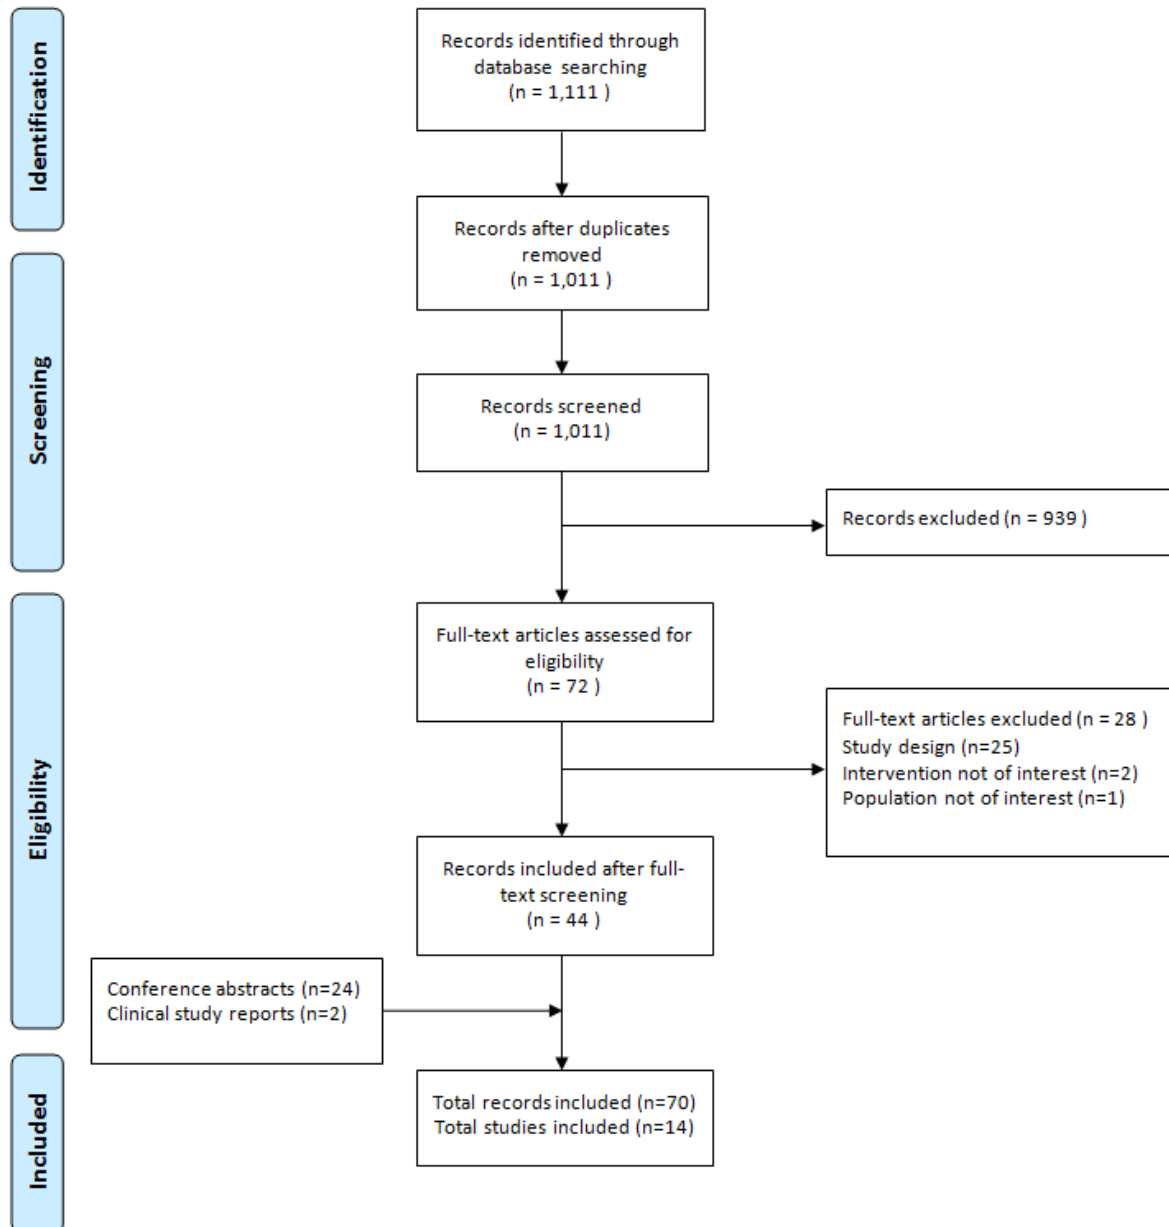 Identification
Records identified through
database searching
(n = 1,111 )
Records after duplicates
removed
(n = 1,011 )
Screening
Records screened
(n = 1,011)
Records excluded (n = 939 )
Eligibility
Full-text articles assessed for
eligibility
(n = 72 )
Full-text articles excluded (n = 28 )
Study design (n=25)
Intervention not of interest (n=2)
Population not of interest (n=1)
Records included after full-
text screening
(n = 44 )
Conference abstracts (n=24)
Clinical study reports (n=2)
Included
Total records included (n=70)
Total studies included (n=14)